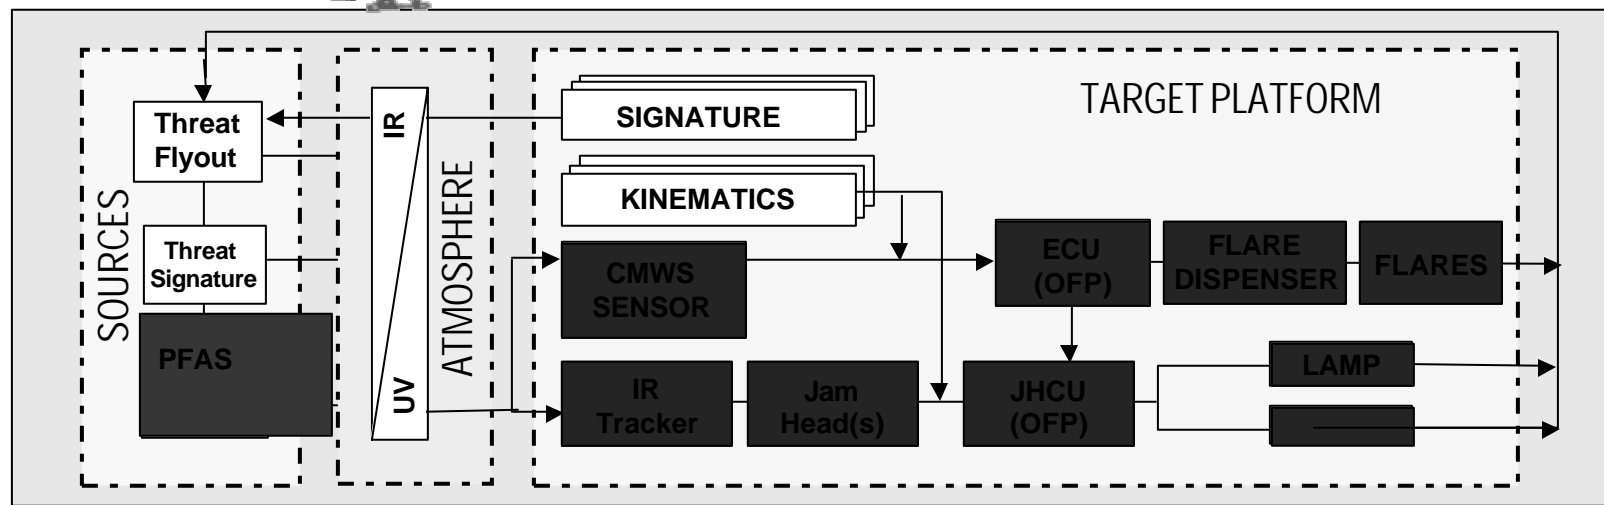 TARGET PLATFORM
SIGNATURE
KINEMATICS
Threat
Flyout
Threat
Signature
PFAS
SOURCES
IR
UV
ATMOSPHERE
CMWS
SENSOR
ECU
(OFP)
FLARE
DISPENSER
FLARES
IR
Tracker
Jam
Head(s)
JHCU
(OFP)
LAMP